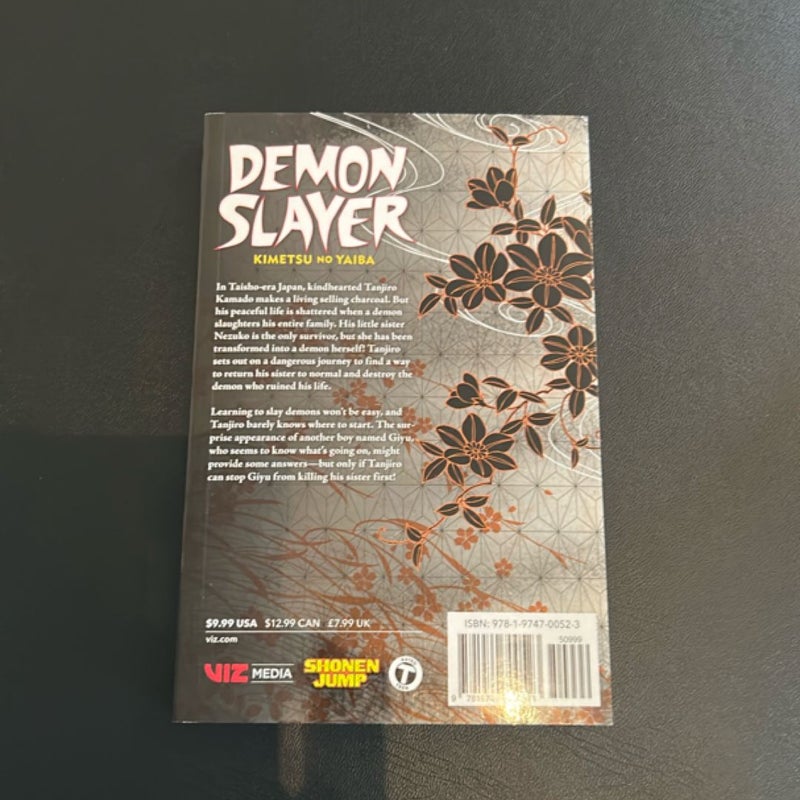 DEMON
SLAYER
KIMETSU NO YAIBA
In Taisho-era Japan, kindhearted Tanjiro
Kamado makes a living selling charcoal. But
his peaceful life is shattered when a demon
slaughters his entire family. His little sister
Nezuko is the only survivor, but she has been
transformed into a demon herself! Tanjiro
sets out on a dangerous journey to find a way
to return his sister to normal and destroy the
demon who ruined his life.
Learning to slay demons won't be easy, and
Tanjiro barely knows where to start. The sur-
prise appearance of another boy named Giyu,
who seems to know what's going on, might
provide some answers—but only if Tanjiro
can stop Giyu from killing his sister first!
$9.99 USA $12.99 CAN £7.99 UK
viz.com
VIZ MEDIA
SHONEN
JUMP
T
ISBN: 978-1-9747-0052-3
50999